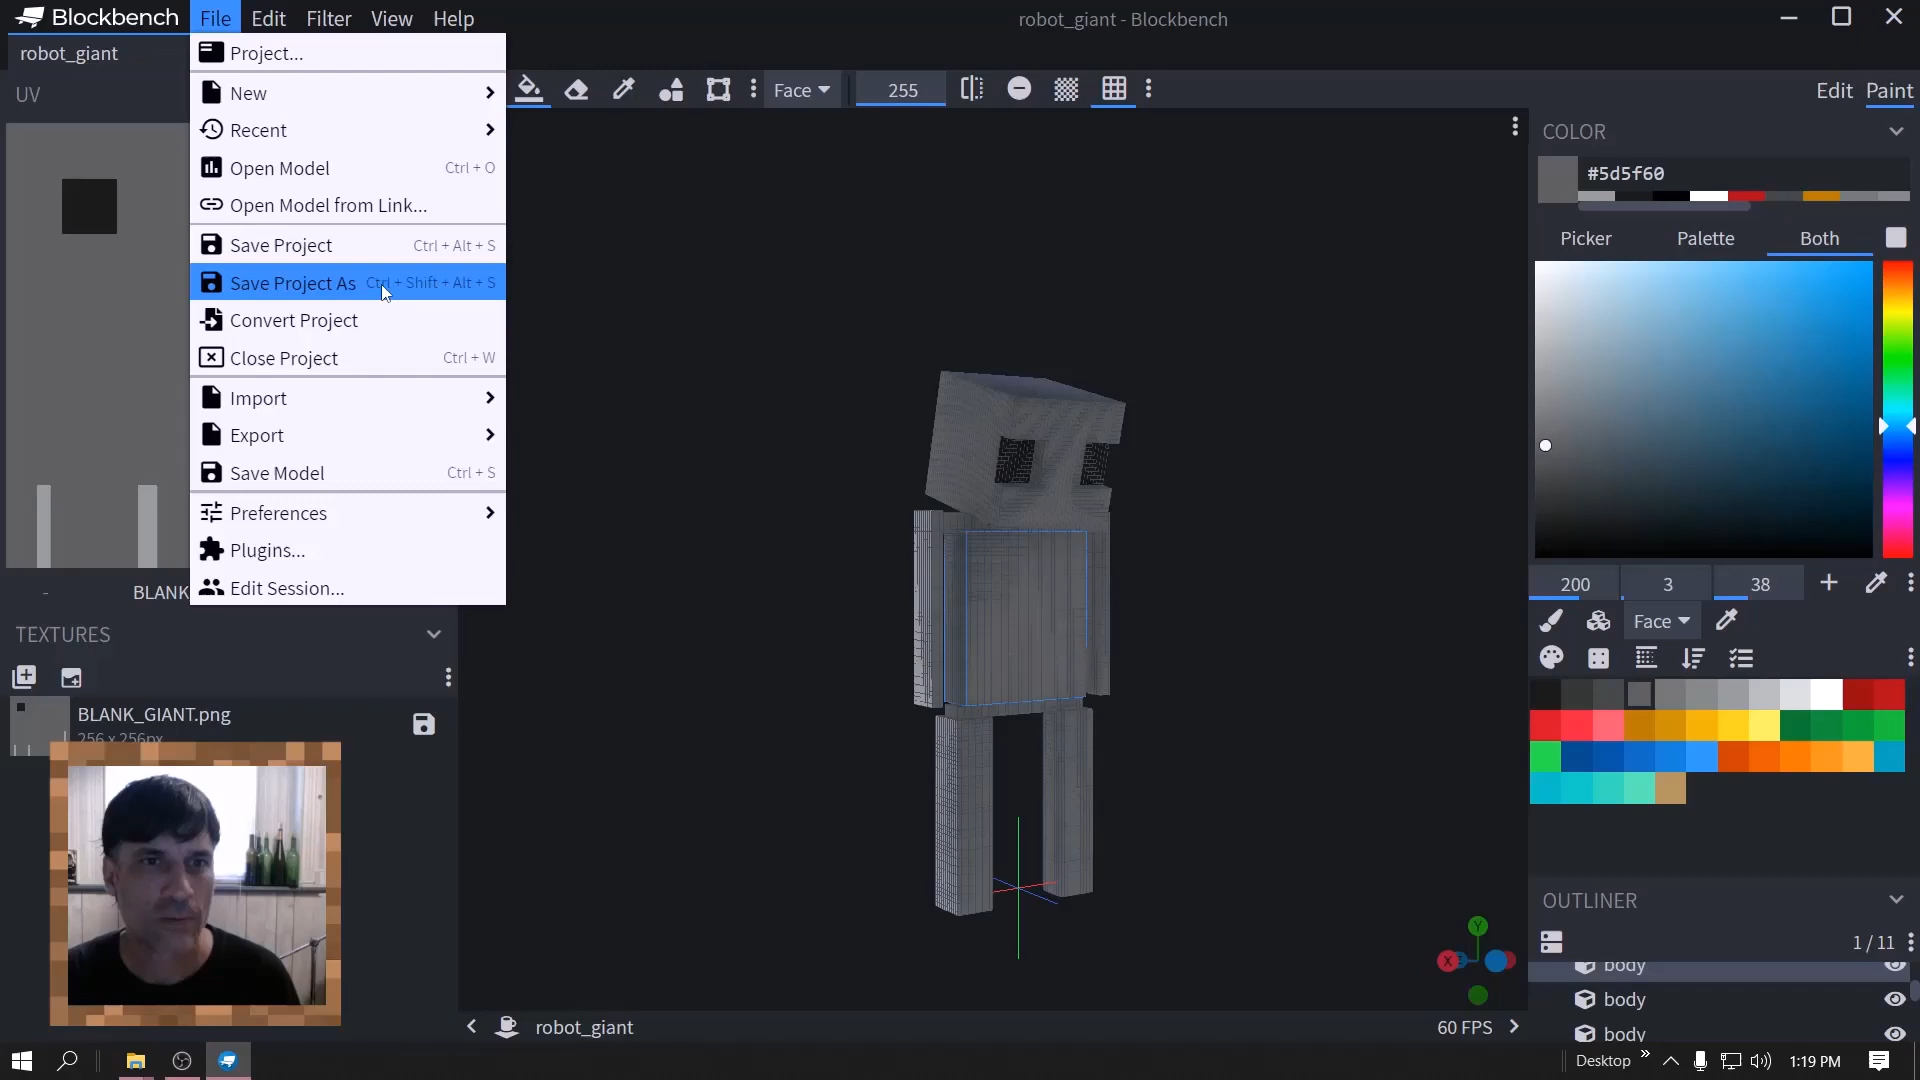 Blockbench
File
Edit
Filter
View
Help
robot_giant - Blockbench
robot_giant
UV
Project...
New
Recent
Open Model Ctrl + O
Open Model from Link...
Save Project Ctrl + Alt + S
Save Project As Ctrl + Shift + Alt + S
Convert Project
Close Project Ctrl + W
Import
Export
Save Model Ctrl + S
Preferences
Plugins...
Edit Session...
Face
255
Edit
Paint
COLOR
#5d5f60
Picker
Palette
Both
200
3
38
Face
- BLANK
TEXTURES
BLANK_GIANT.png
256 x 256px
OUTLINER
1 / 11
body
body
body
Y
X
robot_giant
60 FPS
Desktop
1:19 PM